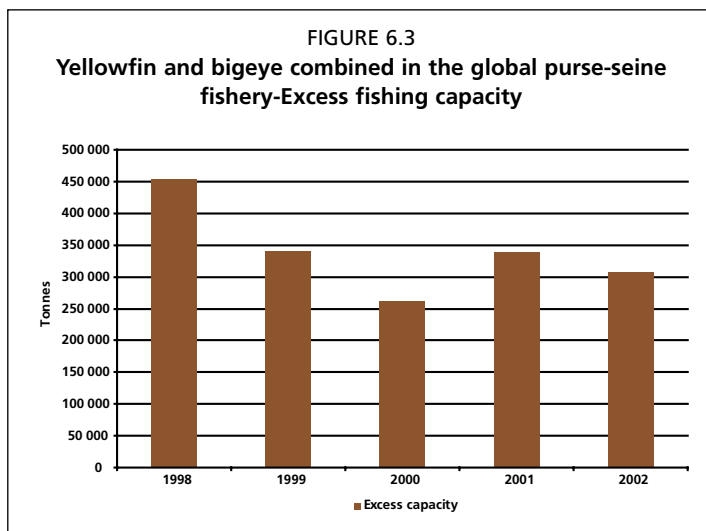 FIGURE 6.3
Yellowfin and bigeye combined in the global purse-seine
fishery-Excess fishing capacity
500 000
450 000
400 000
350 000
300 000
250 000
200 000
150 000
100 000
50 000
0
Tonnes
1998 1999 2000 2001 2002
Excess capacity